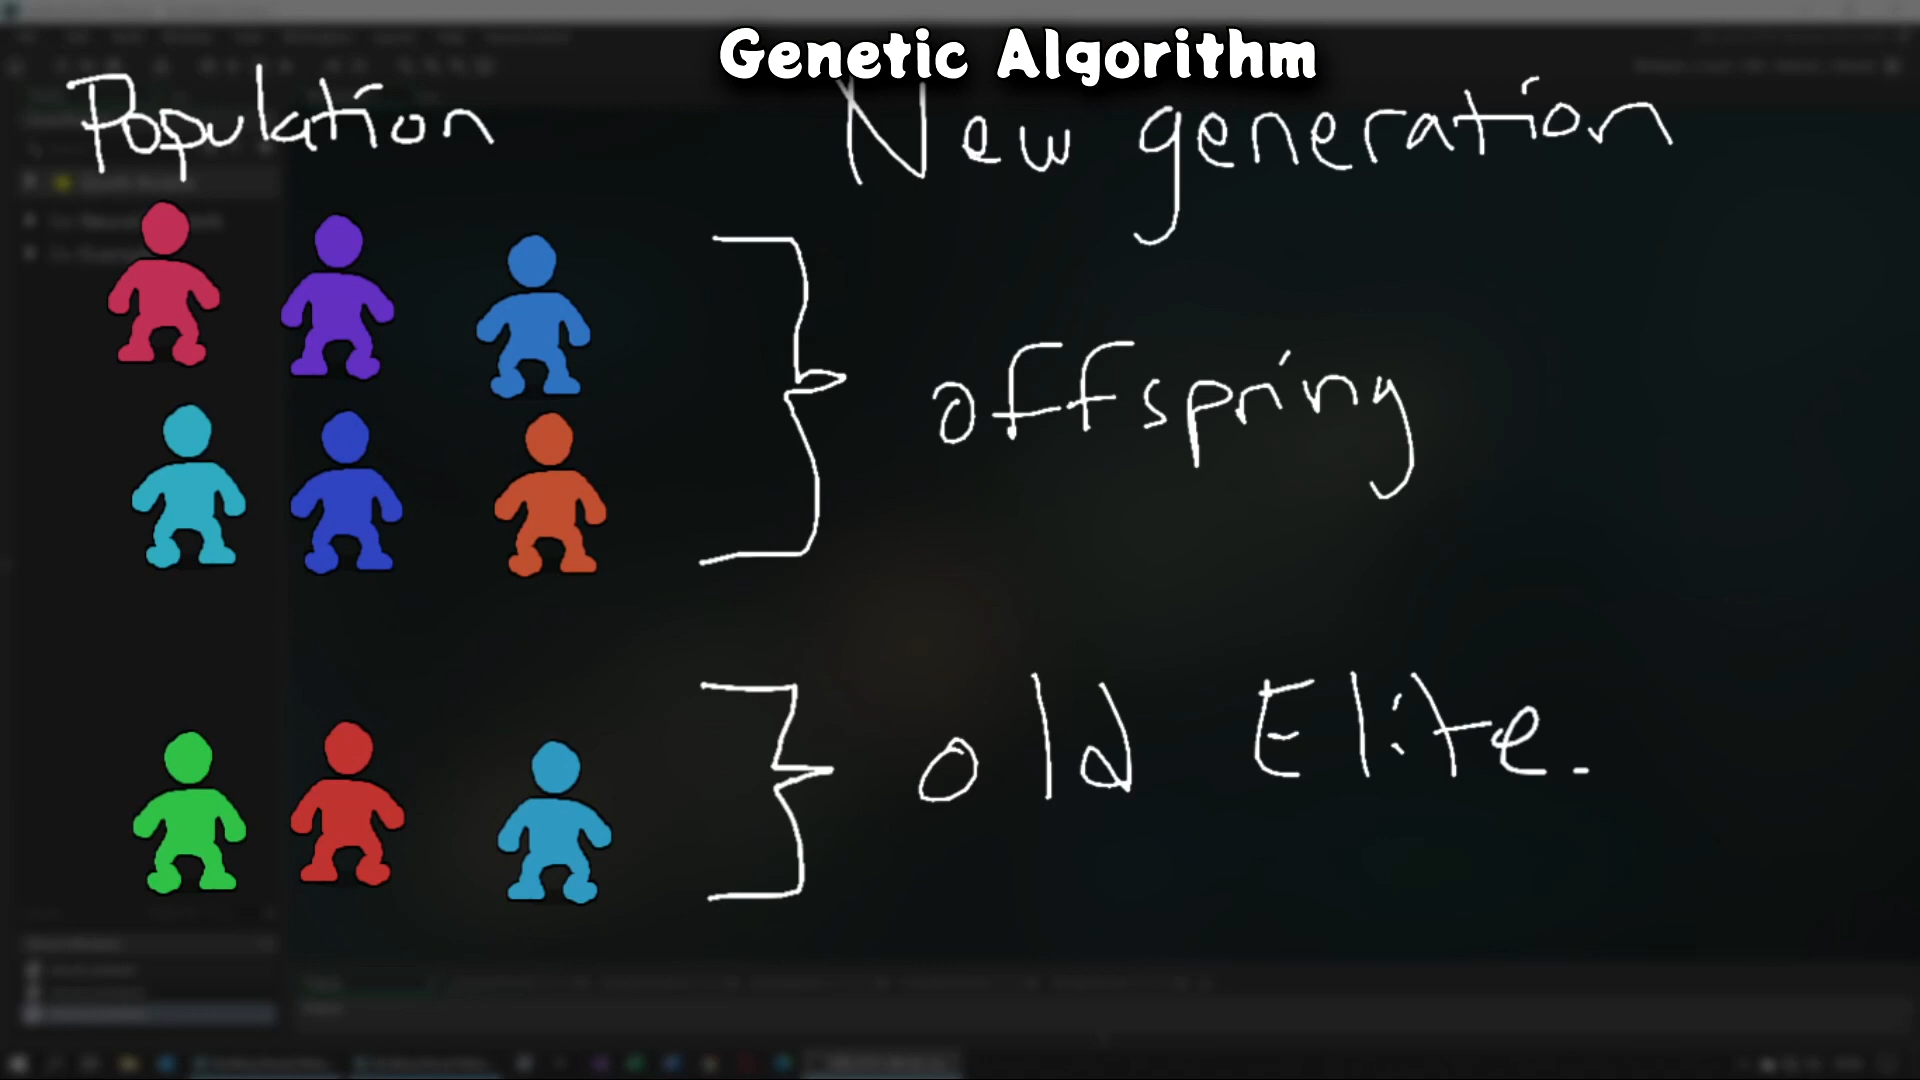 Genetic Algorithm
Population
New generation
offspring
old Elite.